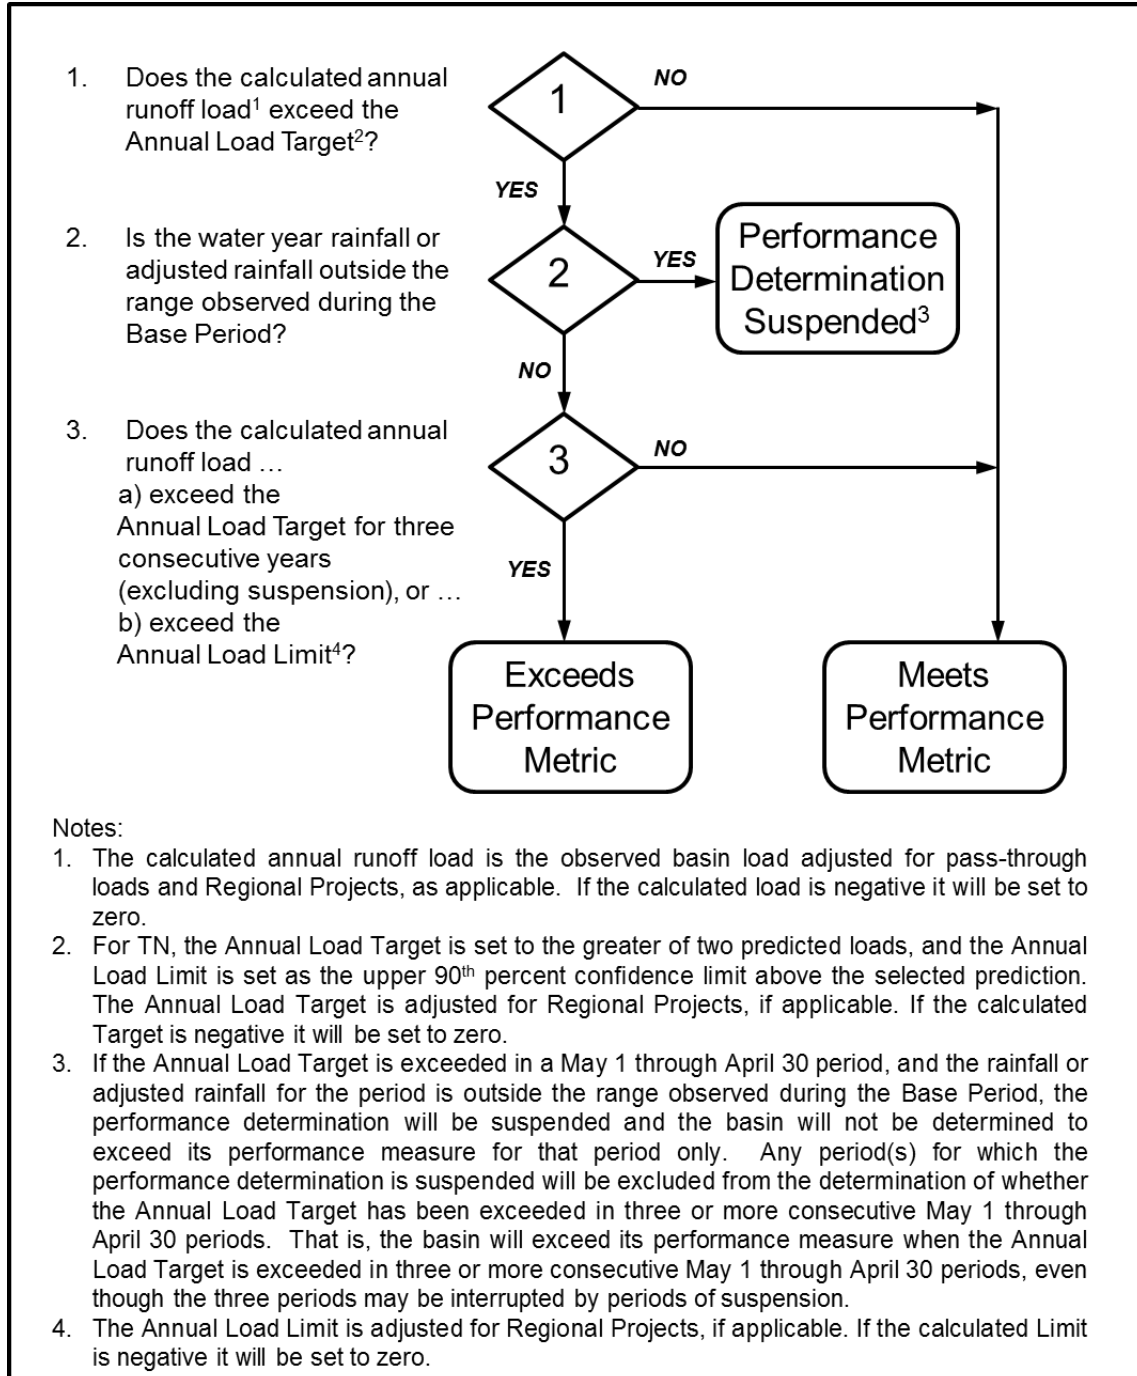 1. Does the calculated annual
runoff load¹ exceed the
Annual Load Target²?
1
NO
YES
2. Is the water year rainfall or
adjusted rainfall outside the
range observed during the
Base Period?
2
YES
Performance
Determination
Suspended³
NO
3. Does the calculated annual
runoff load …
a) exceed the
Annual Load Target for three
consecutive years
(excluding suspension), or …
b) exceed the
Annual Load Limit⁴?
3
NO
YES
Exceeds
Performance
Metric
Meets
Performance
Metric
Notes:
1. The calculated annual runoff load is the observed basin load adjusted for pass-through
loads and Regional Projects, as applicable. If the calculated load is negative it will be set to
zero.
2. For TN, the Annual Load Target is set to the greater of two predicted loads, and the Annual
Load Limit is set as the upper 90th percent confidence limit above the selected prediction.
The Annual Load Target is adjusted for Regional Projects, if applicable. If the calculated
Target is negative it will be set to zero.
3. If the Annual Load Target is exceeded in a May 1 through April 30 period, and the rainfall or
adjusted rainfall for the period is outside the range observed during the Base Period, the
performance determination will be suspended and the basin will not be determined to
exceed its performance measure for that period only. Any period(s) for which the
performance determination is suspended will be excluded from the determination of whether
the Annual Load Target has been exceeded in three or more consecutive May 1 through
April 30 periods. That is, the basin will exceed its performance measure when the Annual
Load Target is exceeded in three or more consecutive May 1 through April 30 periods, even
though the three periods may be interrupted by periods of suspension.
4. The Annual Load Limit is adjusted for Regional Projects, if applicable. If the calculated Limit
is negative it will be set to zero.